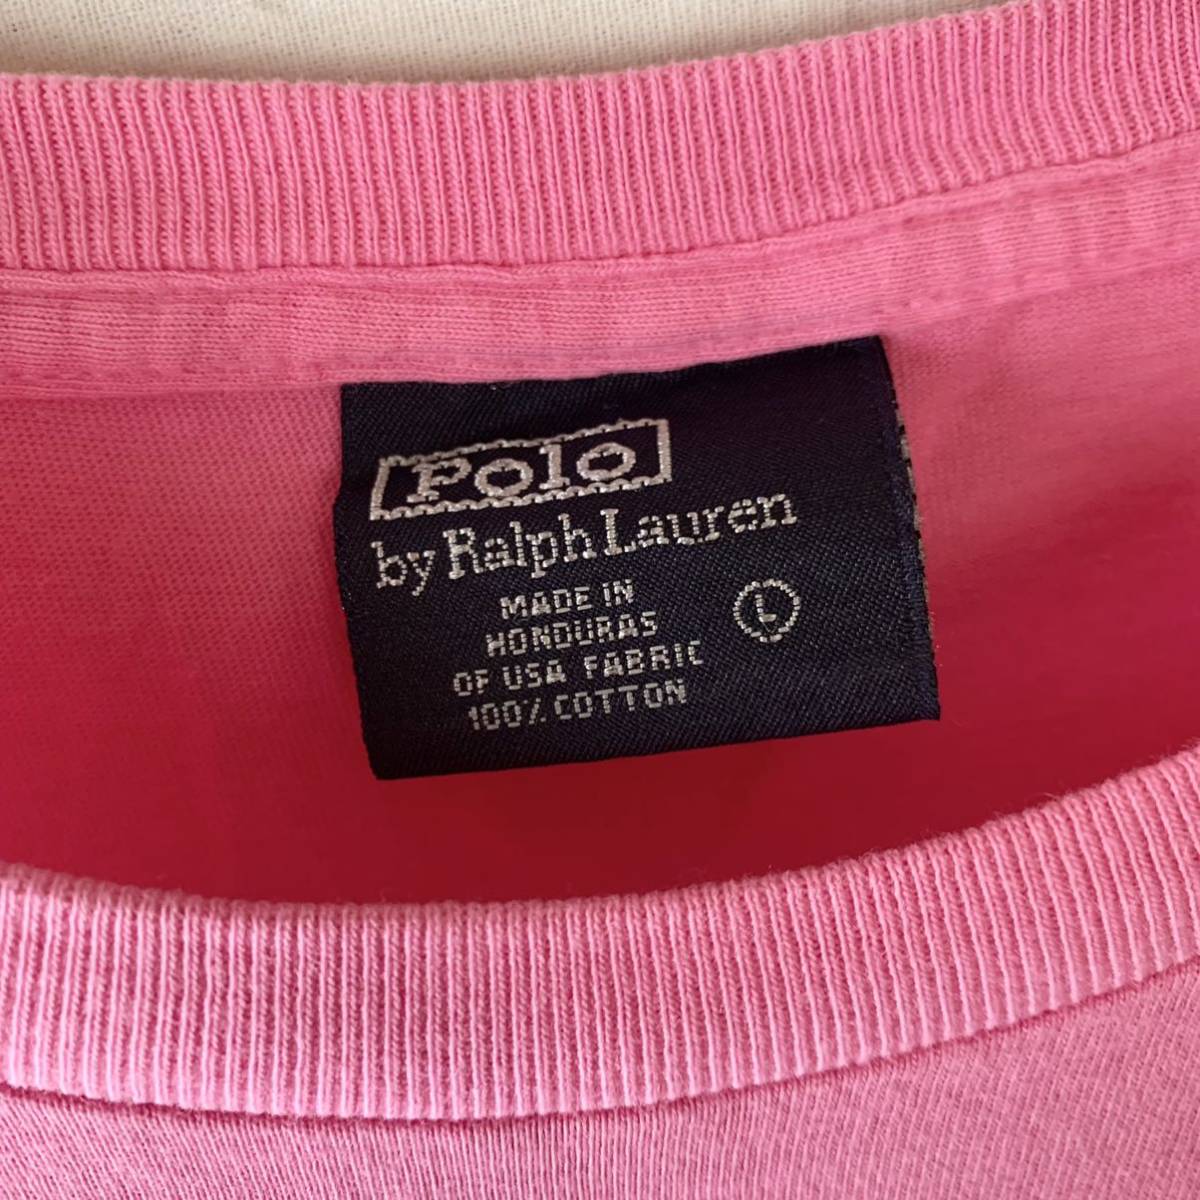 Polo
by Ralph Lauren
MADE IN
HONDURAS
OF USA FABRIC
100% COTTON
L